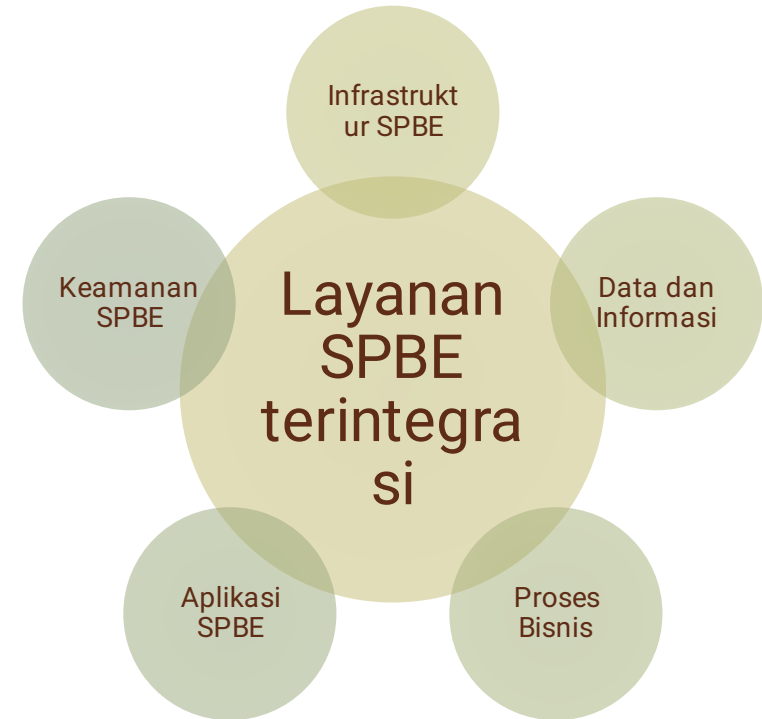 Infrastrukt
ur SPBE
Keamanan
SPBE
Layanan
SPBE
terintegra
si
Data dan
Informasi
Aplikasi
SPBE
Proses
Bisnis